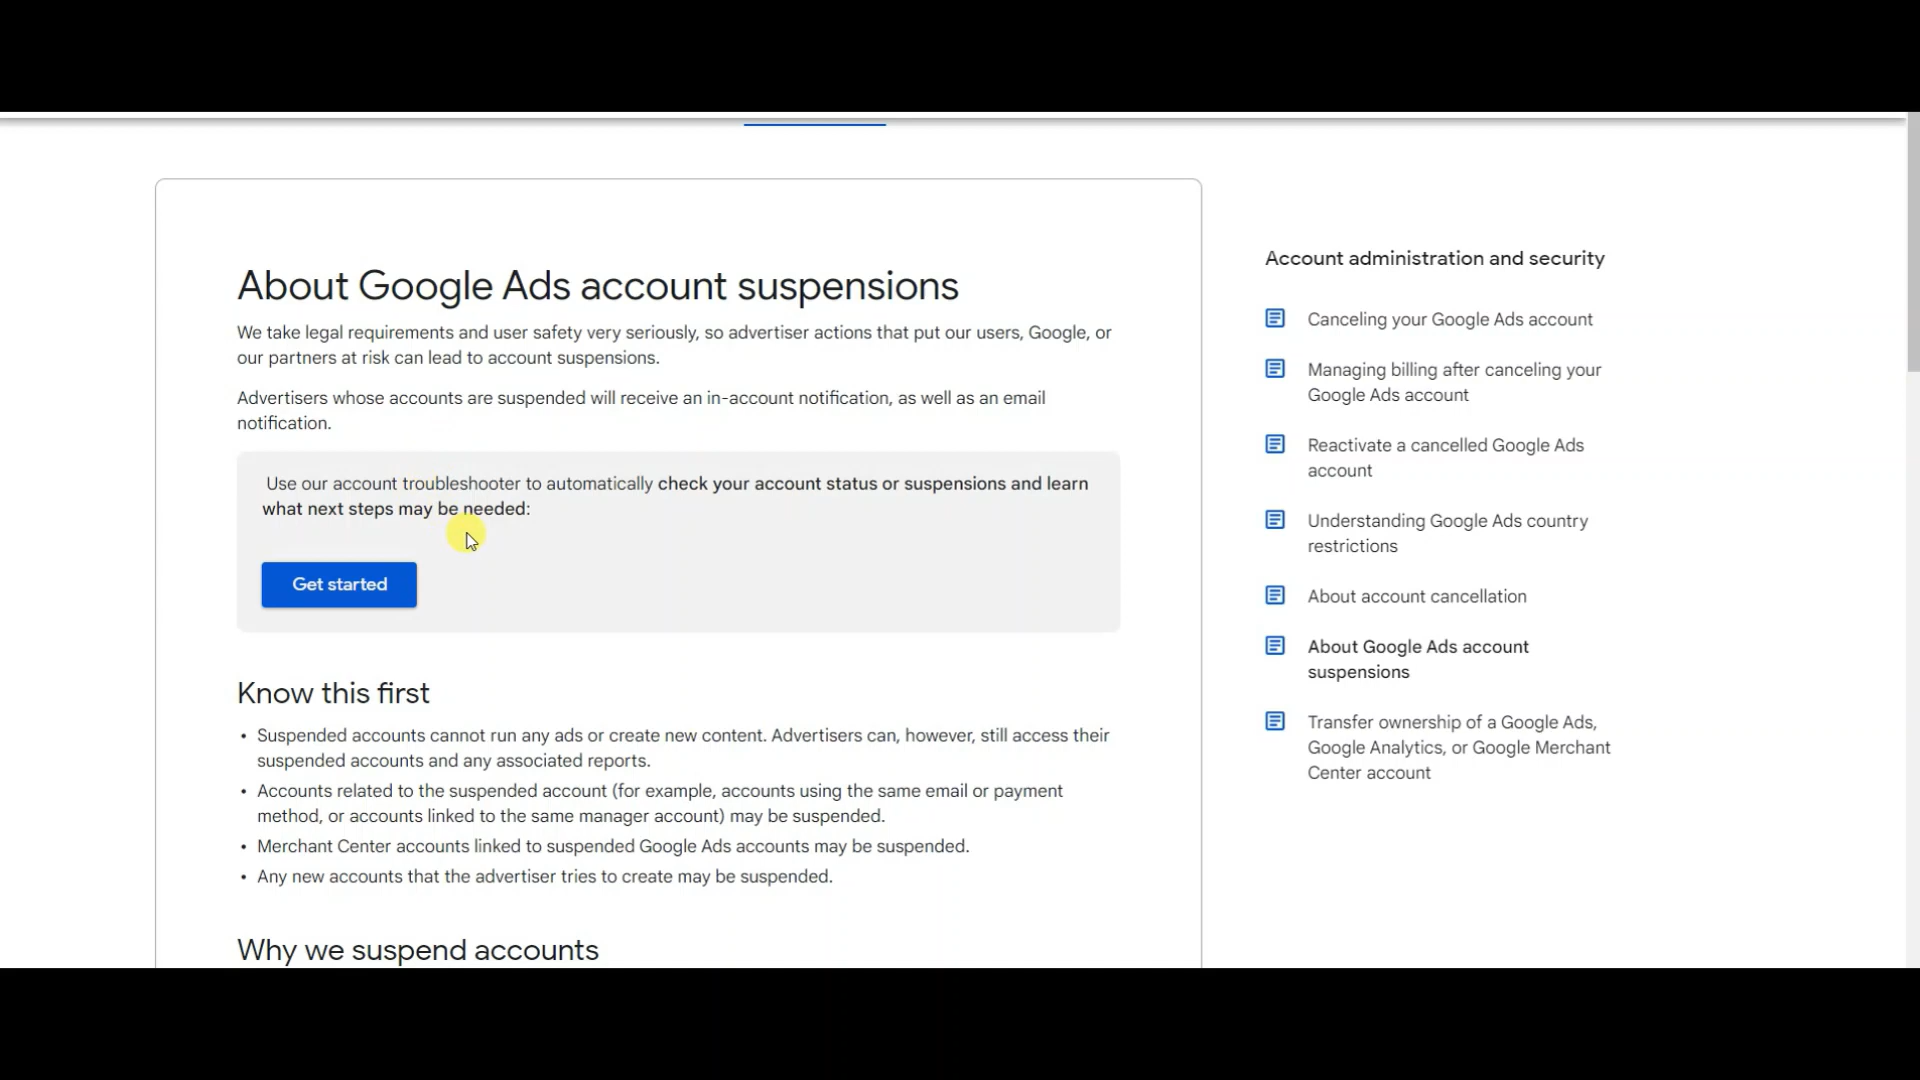 About Google Ads account suspensions
We take legal requirements and user safety very seriously, so advertiser actions that put our users, Google, or
our partners at risk can lead to account suspensions.
Advertisers whose accounts are suspended will receive an in-account notification, as well as an email
notification.
Use our account troubleshooter to automatically check your account status or suspensions and learn
what next steps may be needed:
Get started
Know this first
• Suspended accounts cannot run any ads or create new content. Advertisers can, however, still access their
suspended accounts and any associated reports.
• Accounts related to the suspended account (for example, accounts using the same email or payment
method, or accounts linked to the same manager account) may be suspended.
• Merchant Center accounts linked to suspended Google Ads accounts may be suspended.
• Any new accounts that the advertiser tries to create may be suspended.
Why we suspend accounts
Account administration and security
Canceling your Google Ads account
Managing billing after canceling your
Google Ads account
Reactivate a cancelled Google Ads
account
Understanding Google Ads country
restrictions
About account cancellation
About Google Ads account
suspensions
Transfer ownership of a Google Ads,
Google Analytics, or Google Merchant
Center account